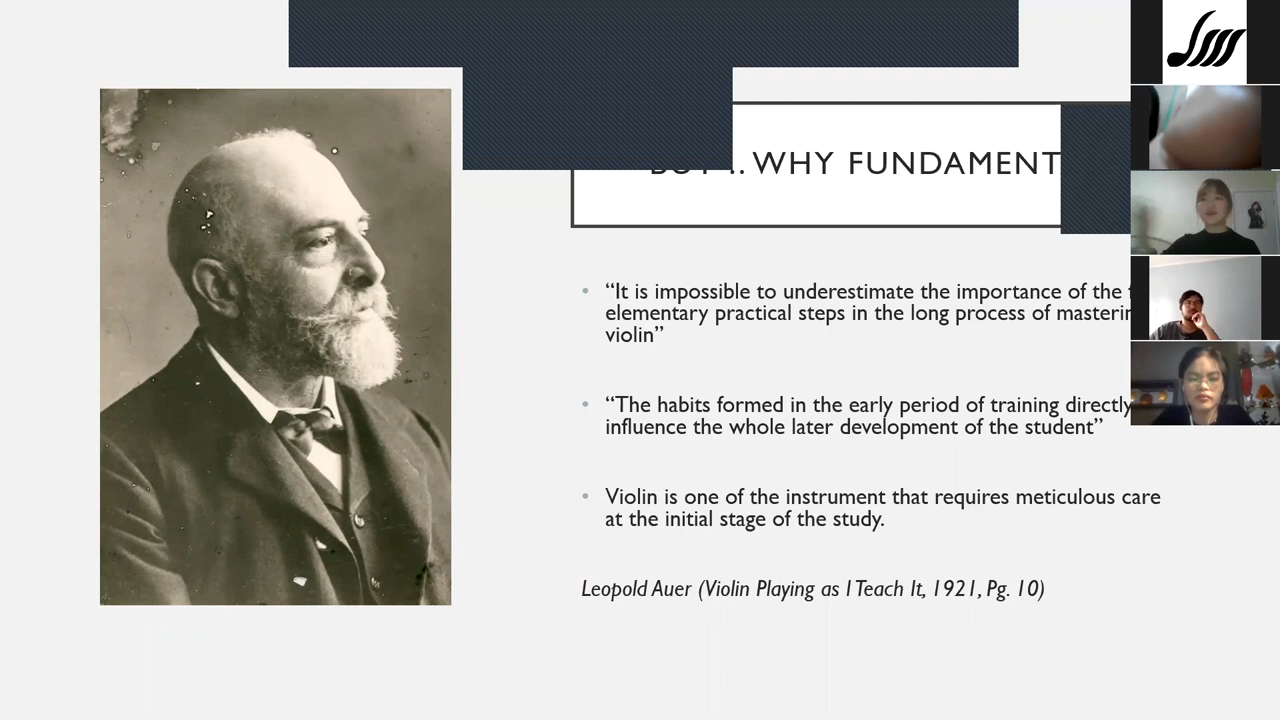 WHY FUNDAMENT
“It is impossible to underestimate the importance of the
elementary practical steps in the long process of
violin”
“The habits formed in the early period of training directly
influence the whole later development of the student”
Violin is one of the instrument that requires meticulous care
at the initial stage of the study.
Leopold Auer (Violin Playing as I Teach It, 1921, Pg. 10)